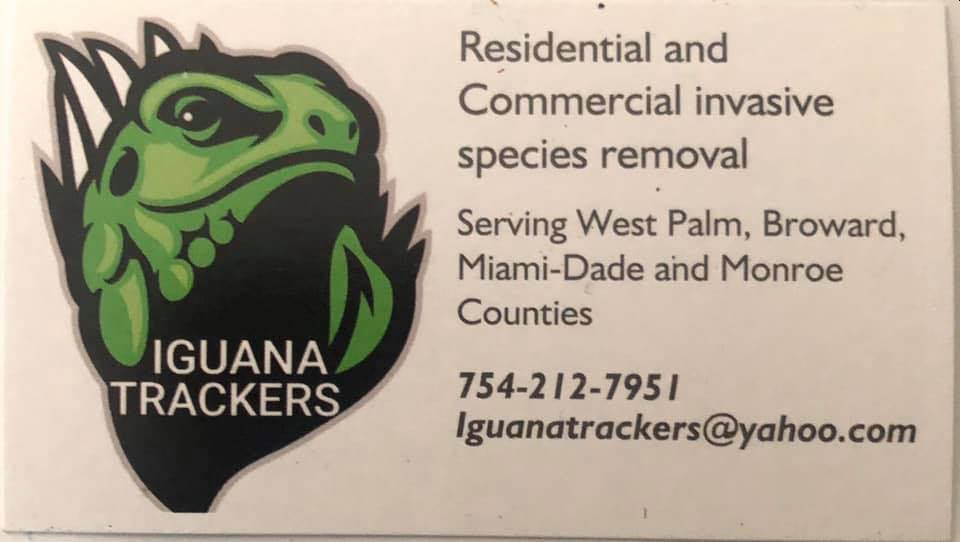 IGUANA
TRACKERS
Residential and
Commercial invasive
species removal
Serving West Palm, Broward,
Miami-Dade and Monroe
Counties
754-212-7951
Iguanatrackers@yahoo.com